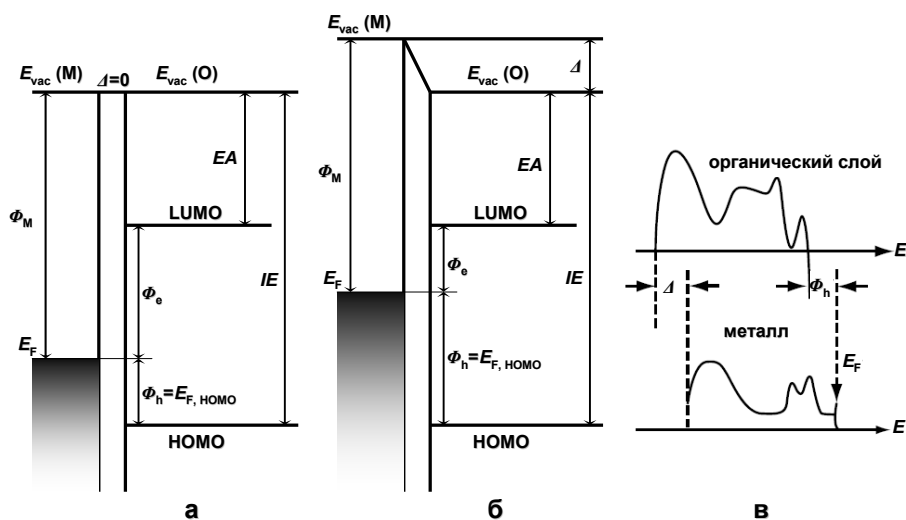 E_vac (M) Δ=0 E_vac (O)
EA
Φ_M
LUMO
IE
Φ_e
E_F
Φ_h=E_F, HOMO
HOMO
а
E_vac (M)
Δ
E_vac (O)
EA
Φ_M
LUMO
Φ_e
IE
E_F
Φ_h=E_F, HOMO
HOMO
б
органический слой
E
Δ
Φ_h
металл
E_F
E
в